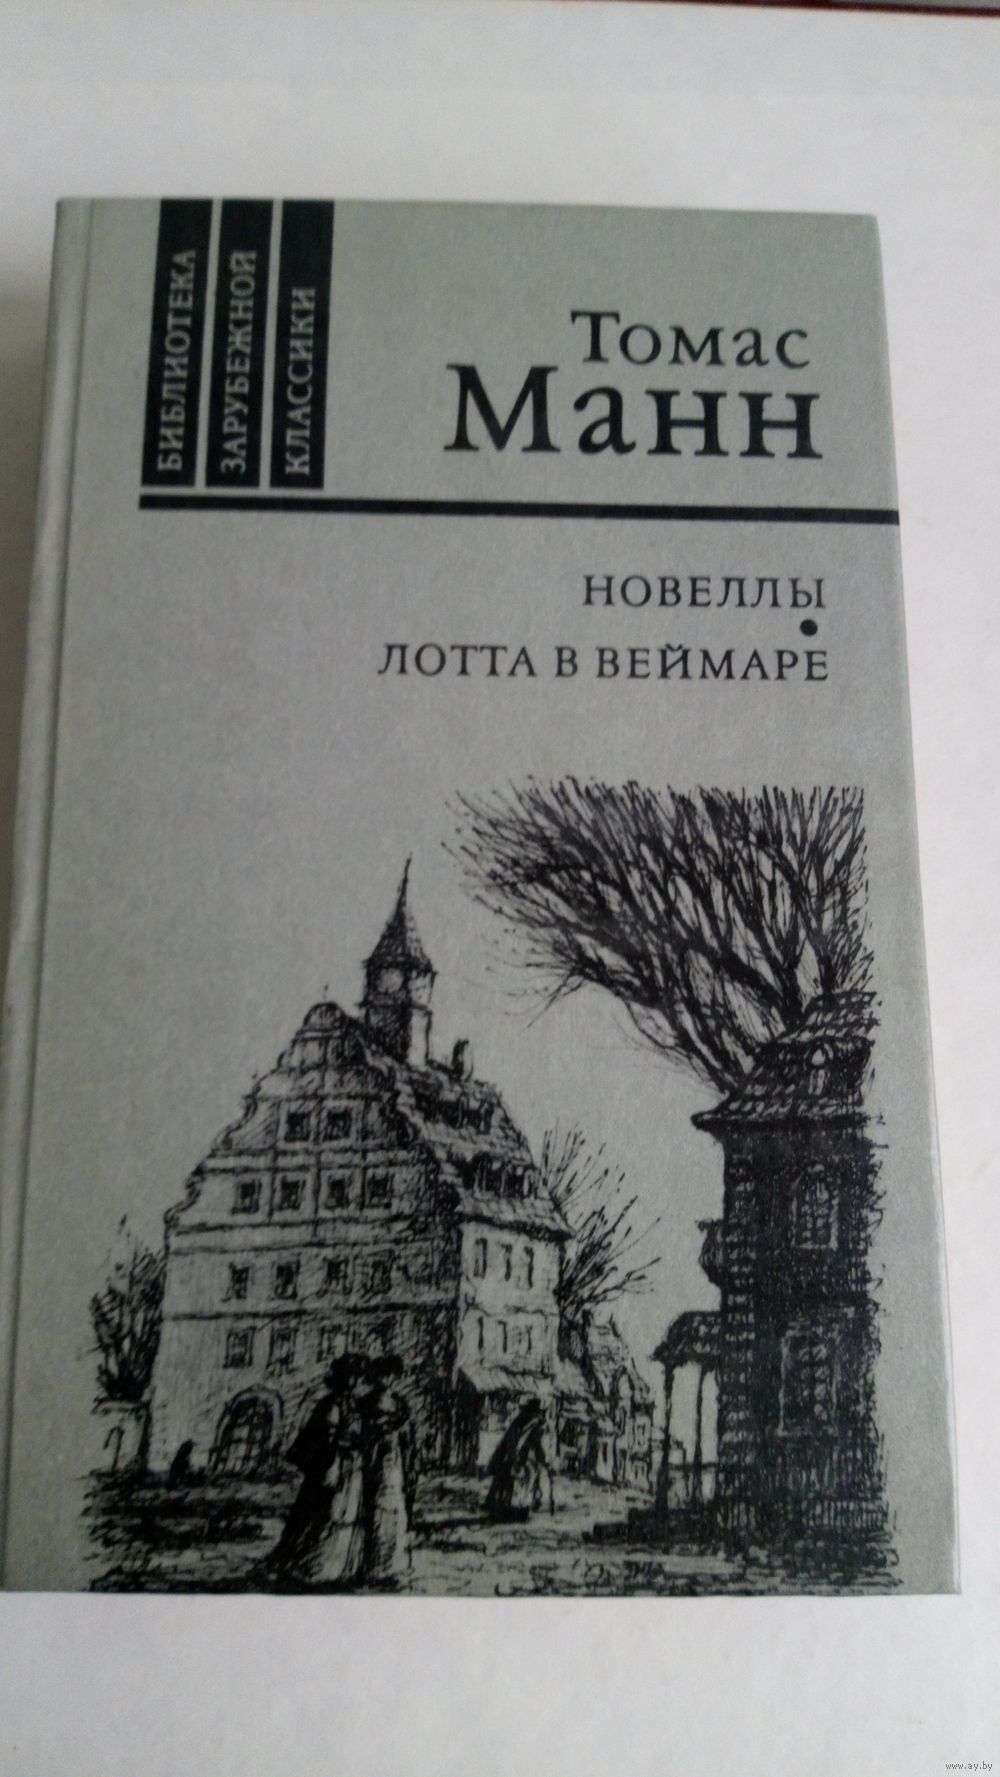 БИБЛИОТЕКА
ЗАРУБЕЖНОЙ
КЛАССИКИ
Томас
Манн
НОВЕЛЛЫ
•
ЛОТТА В ВЕЙМАРЕ
www.ay.by